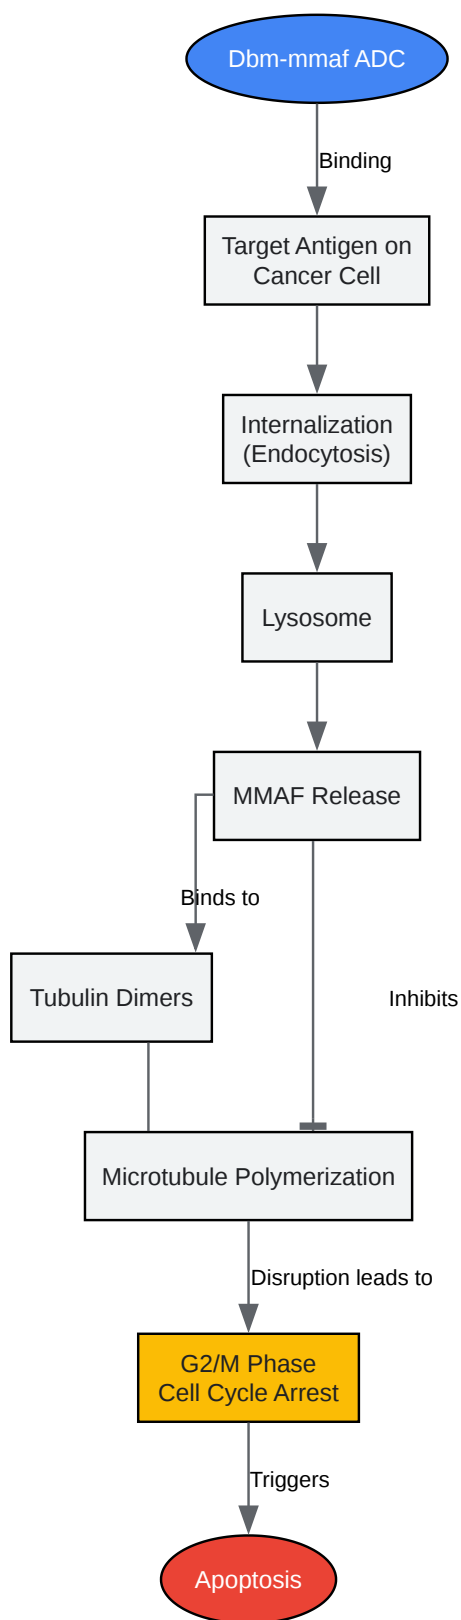 Dbm-mmaf ADC
Binding
Target Antigen on
Cancer Cell
Internalization
(Endocytosis)
Lysosome
MMAF Release
Binds to
Tubulin Dimers
Inhibits
Microtubule Polymerization
Disruption leads to
G2/M Phase
Cell Cycle Arrest
Triggers
Apoptosis